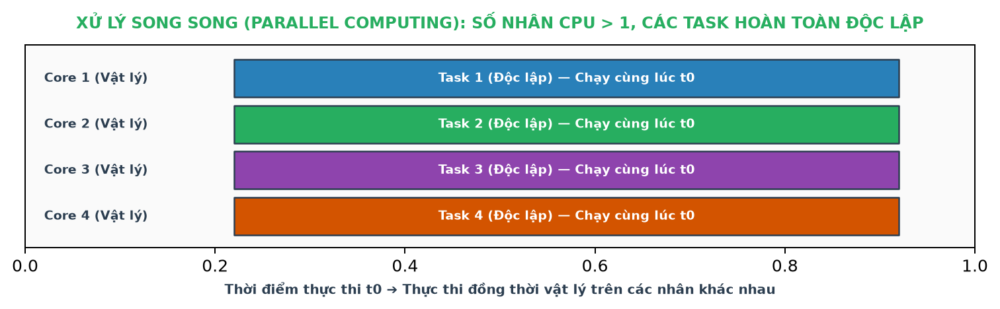 XỬ LÝ SONG SONG (PARALLEL COMPUTING): SỐ NHÂN CPU > 1, CÁC TASK HOÀN TOÀN ĐỘC LẬP
Core 1 (Vật lý)
Task 1 (Độc lập) — Chạy cùng lúc t0
Core 2 (Vật lý)
Task 2 (Độc lập) — Chạy cùng lúc t0
Core 3 (Vật lý)
Task 3 (Độc lập) — Chạy cùng lúc t0
Core 4 (Vật lý)
Task 4 (Độc lập) — Chạy cùng lúc t0
0.0 0.2 0.4 0.6 0.8 1.0
Thời điểm thực thi t0 → Thực thi đồng thời vật lý trên các nhân khác nhau